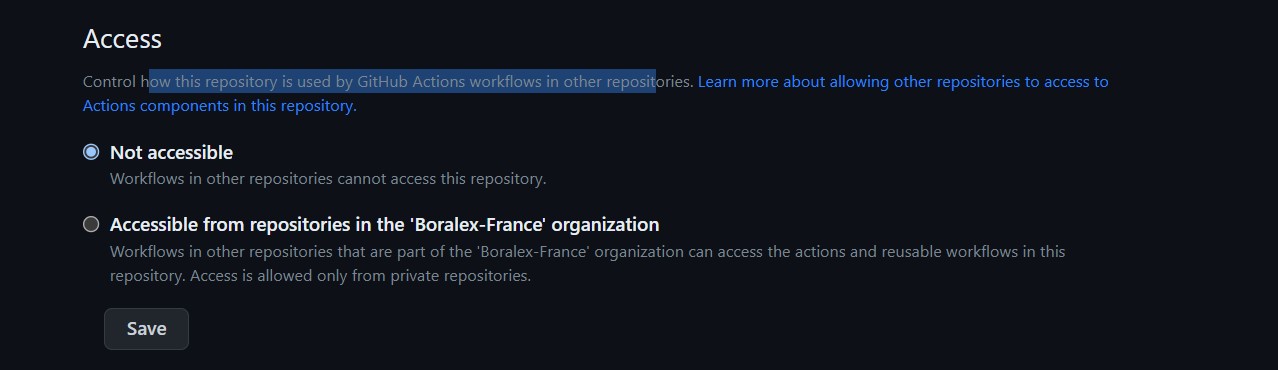 Access
Control how this repository is used by GitHub Actions workflows in other repositories. Learn more about allowing other repositories to access to
Actions components in this repository.
Not accessible
Workflows in other repositories cannot access this repository.
Accessible from repositories in the 'Boralex-France' organization
Workflows in other repositories that are part of the 'Boralex-France' organization can access the actions and reusable workflows in this
repository. Access is allowed only from private repositories.
Save